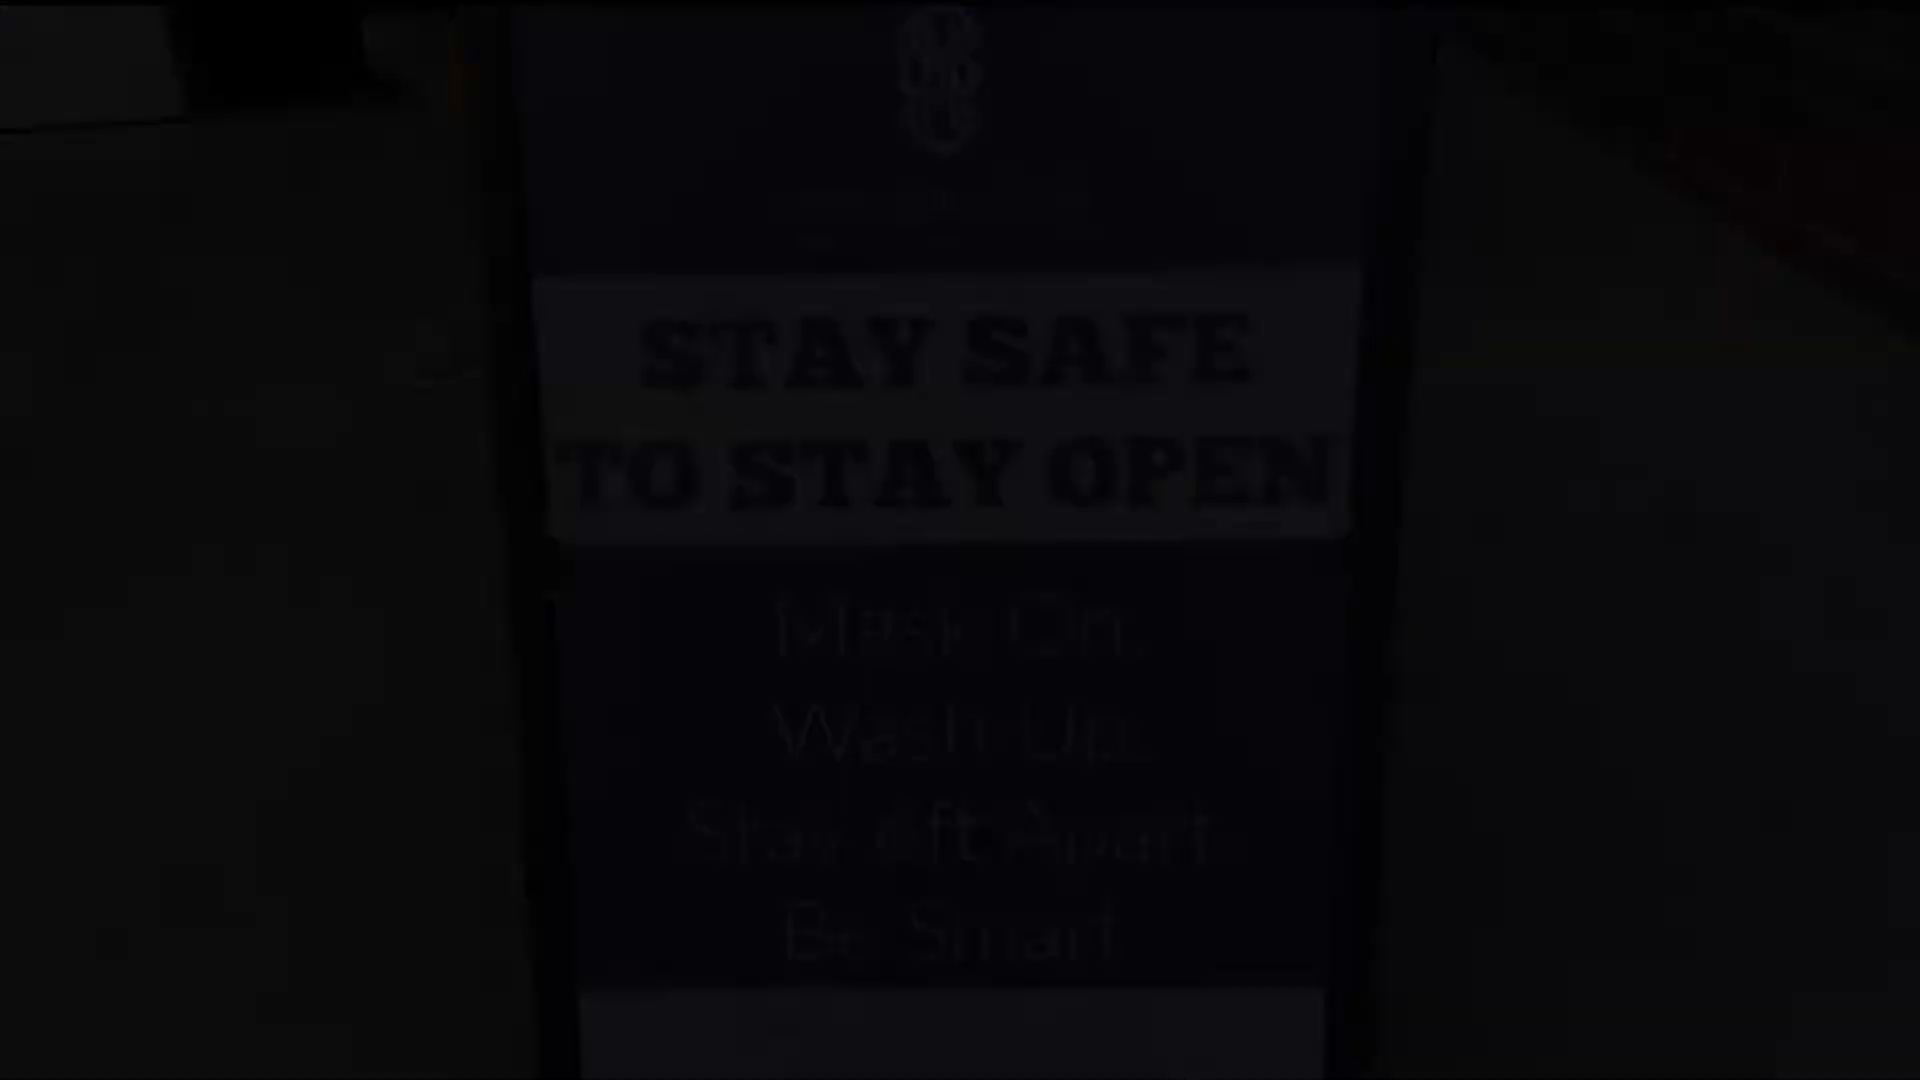 STAY SAFE
TO STAY OPEN
Mask On.
Wash Up.
Stay 6ft Apart.
Be Smart.